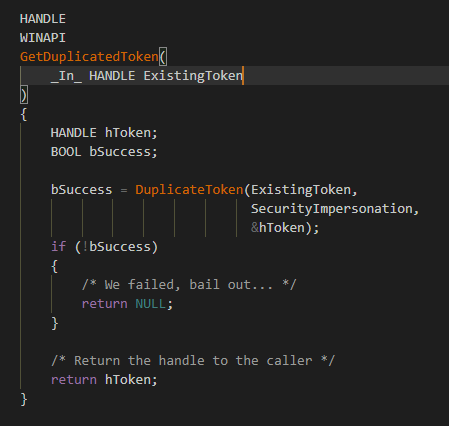 HANDLE
WINAPI
GetDuplicatedToken(
    _In_ HANDLE ExistingToken
)
{
    HANDLE hToken;
    BOOL bSuccess;

    bSuccess = DuplicateToken(ExistingToken,
                              SecurityImpersonation,
                              &hToken);
    if (!bSuccess)
    {
        /* We failed, bail out... */
        return NULL;
    }

    /* Return the handle to the caller */
    return hToken;
}